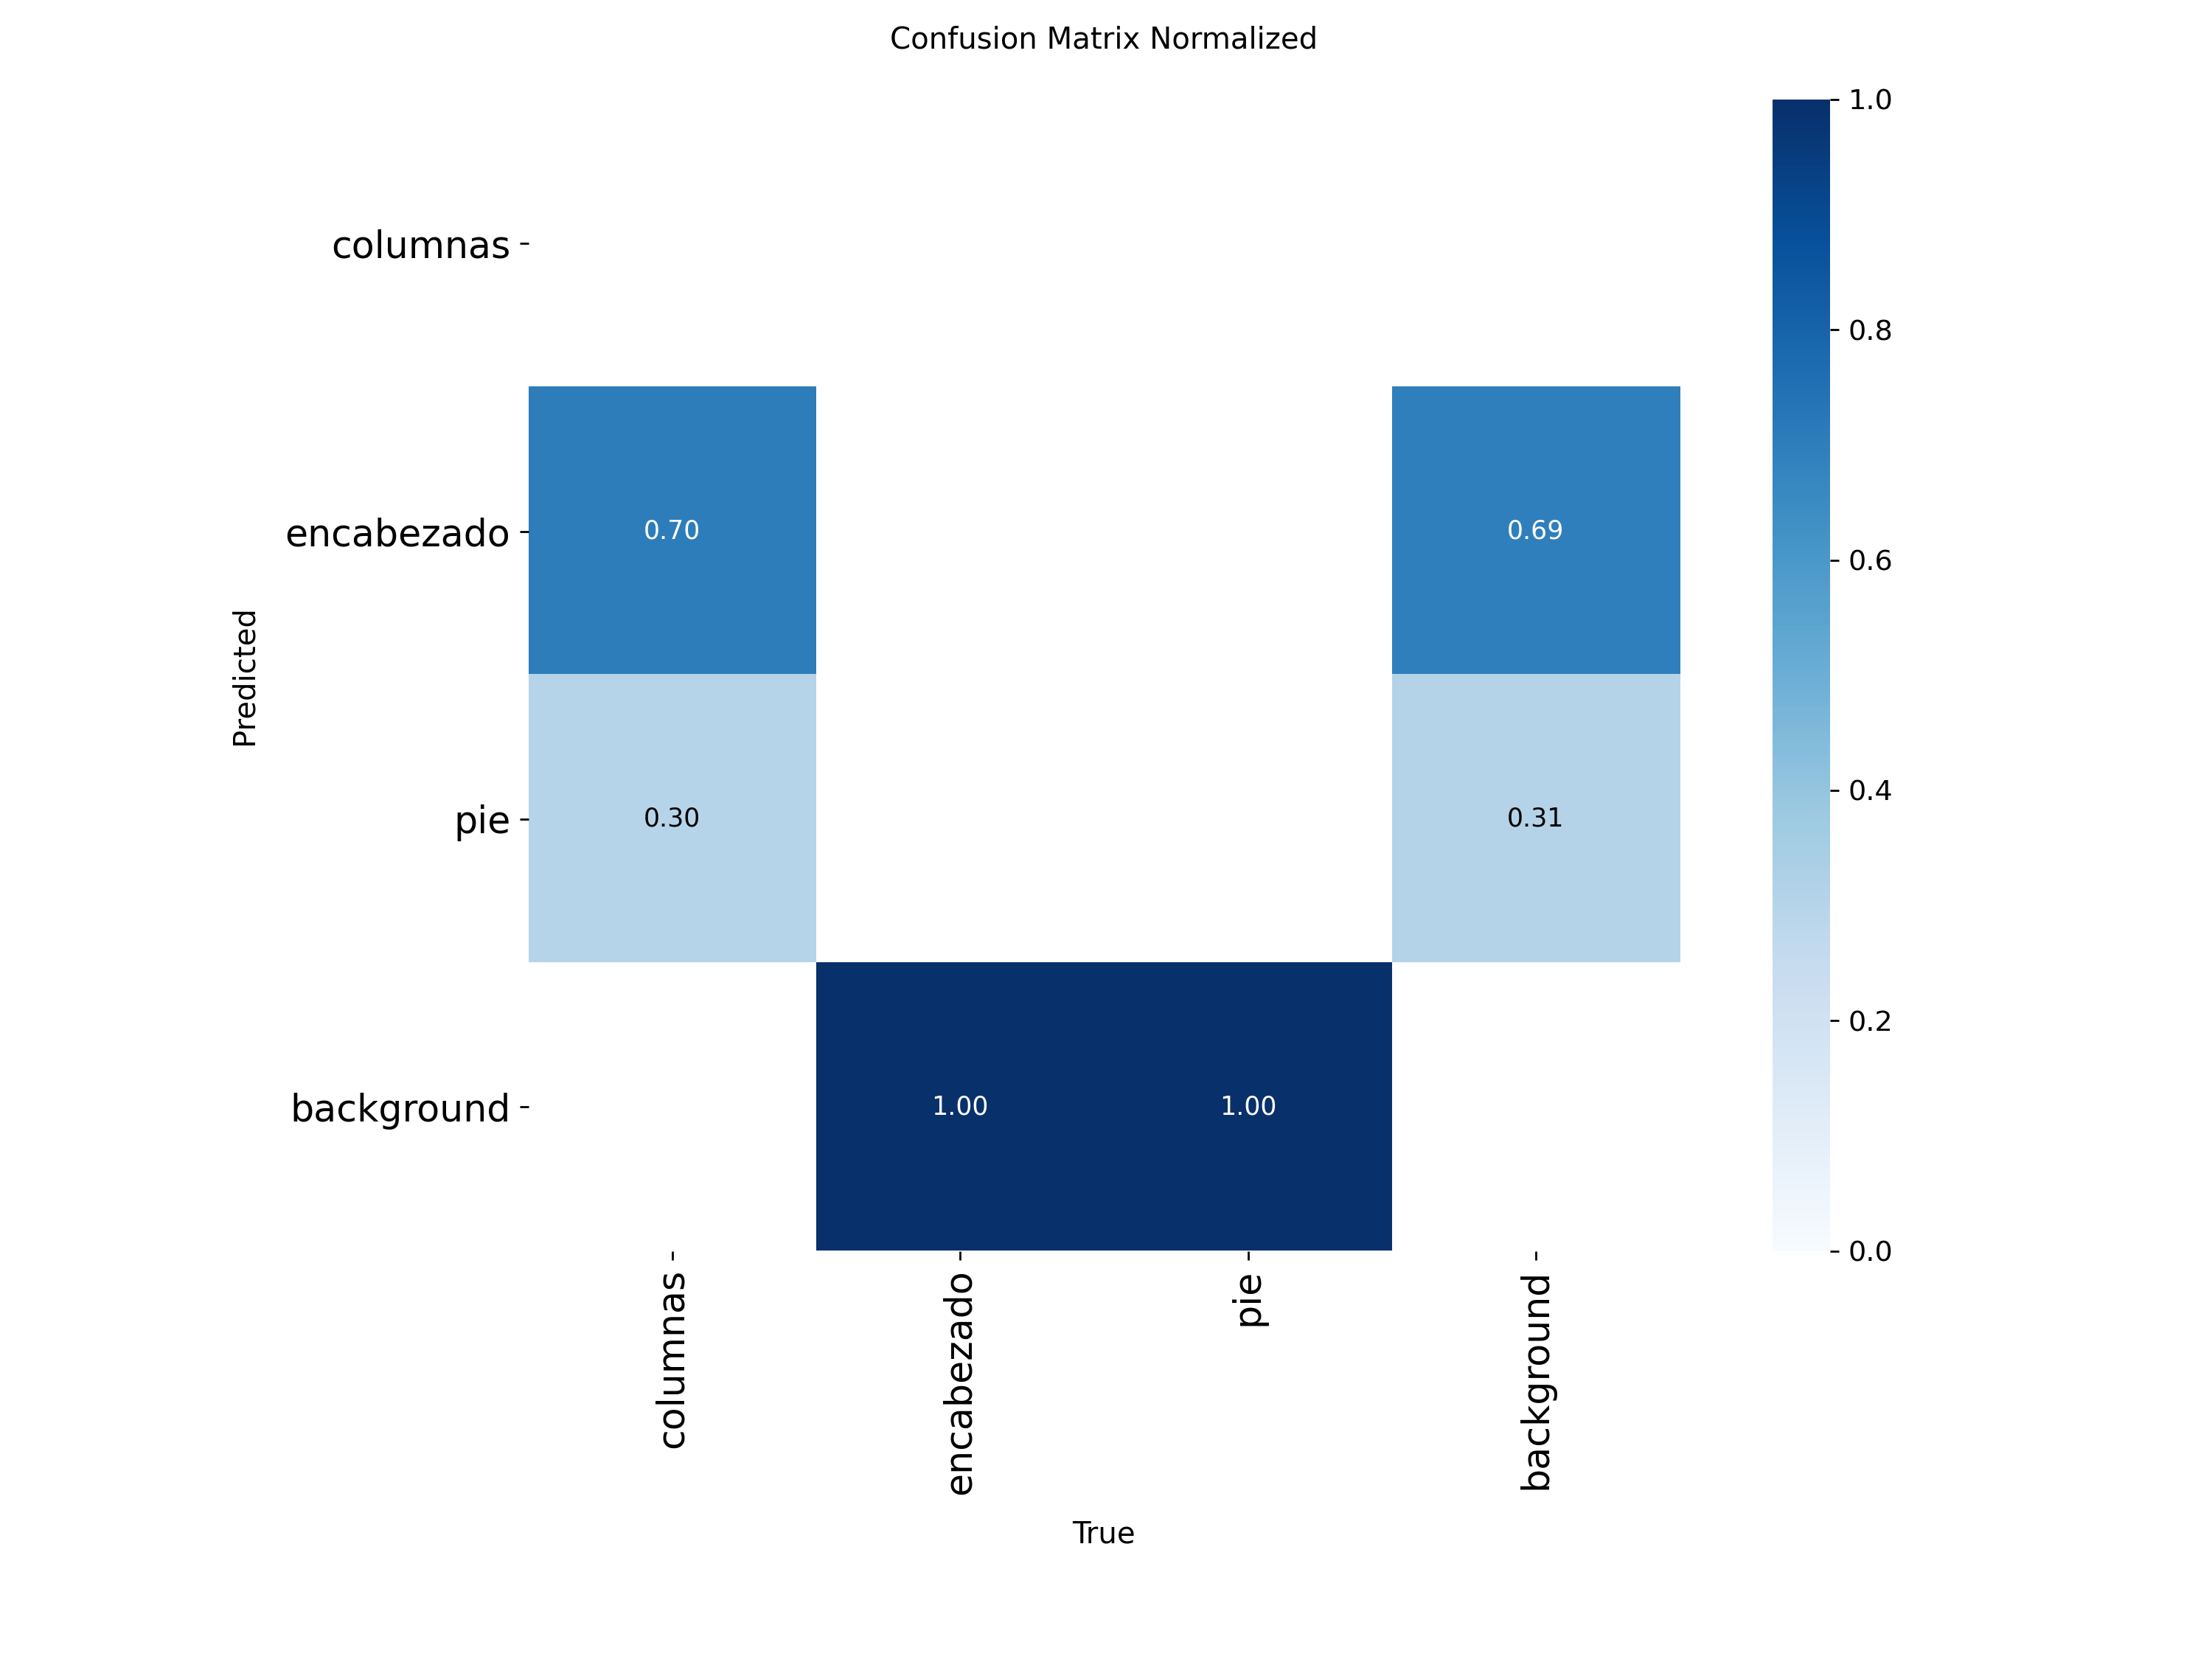 Confusion Matrix Normalized
columnas
encabezado
pie
background
Predicted
0.70
0.69
0.30
0.31
1.00
1.00
columnas
encabezado
pie
background
True
1.0
0.8
0.6
0.4
0.2
0.0